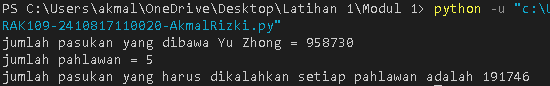 PS C:\Users\akmal\OneDrive\Desktop\Latihan 1\Modul 1> python -u "c:\U
RAK109-2410817110020-AkmalRizki.py"
jumlah pasukan yang dibawa Yu Zhong = 958730
jumlah pahlawan = 5
jumlah pasukan yang harus dikalahkan setiap pahlawan adalah 191746